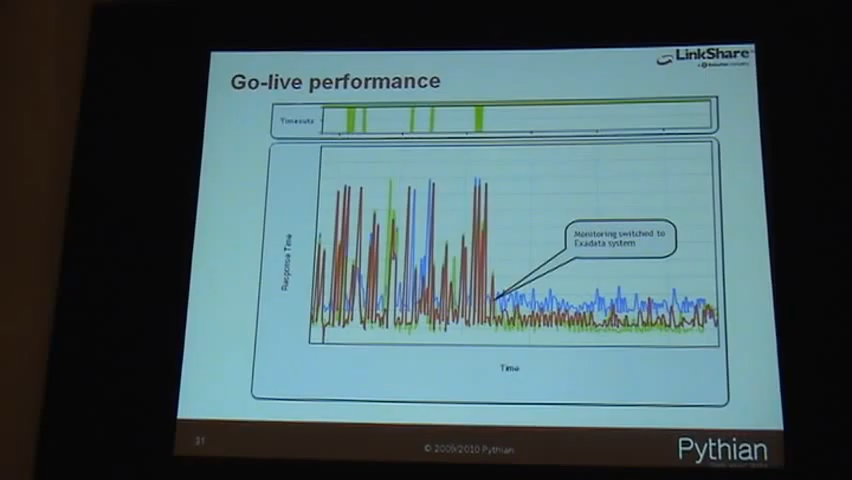 LinkShare
Go-live performance
Timeouts
Response Time
Monitoring switched to
Exadata system
Time
31
© 2009/2010 Pythian
Pythian